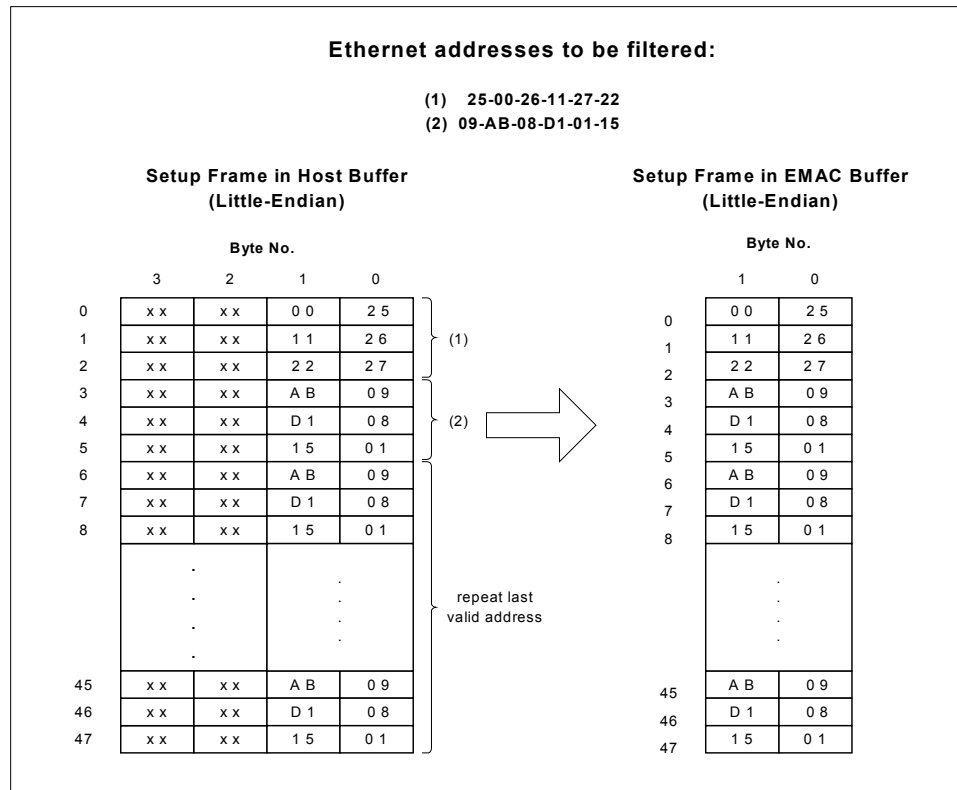 Ethernet addresses to be filtered:
(1) 25-00-26-11-27-22
(2) 09-AB-08-D1-01-15
Setup Frame in Host Buffer
(Little-Endian)
Byte No.
3 2 1 0
0 xx xx 00 25
1 xx xx 11 26
2 xx xx 22 27
(1)
3 xx xx AB 09
4 xx xx D1 08
5 xx xx 15 01
(2)
6 xx xx AB 09
7 xx xx D1 08
8 xx xx 15 01
. .
. .
. .
.
repeat last
valid address
45 xx xx AB 09
46 xx xx D1 08
47 xx xx 15 01
Setup Frame in EMAC Buffer
(Little-Endian)
Byte No.
1 0
0 00 25
1 11 26
2 22 27
3 AB 09
4 D1 08
5 15 01
6 AB 09
7 D1 08
8 15 01
.
.
.
.
45 AB 09
46 D1 08
47 15 01